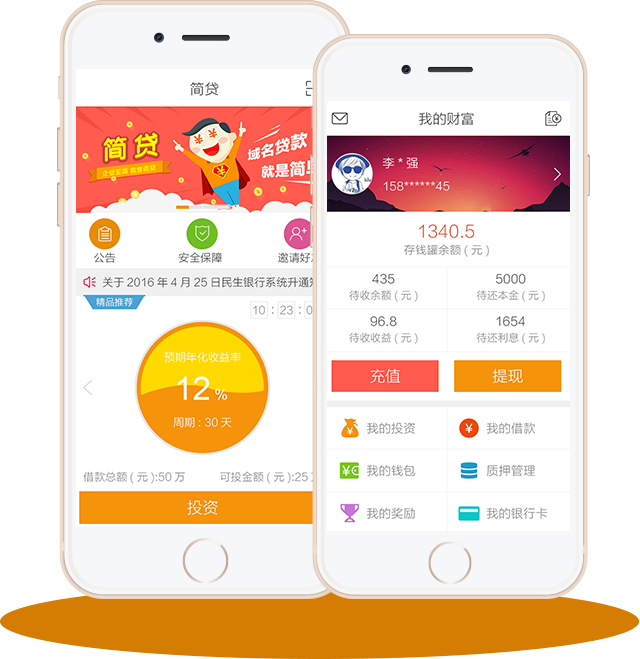 简贷
简贷
企业发票 就是西贷
域名贷款
就是简单
公告
安全保障
邀请好友
关于 2016 年 4 月 25 日民生银行系统升通知
精品推荐
10 : 23 : 0
预期年化收益率
12 %
周期 : 30 天
借款总额 ( 元 ):50 万
可投金额 ( 元 ):25
投资
我的财富
李 * 强
158******45
1340.5
存钱罐余额 ( 元 )
435
待收余额 ( 元 )
5000
待还本金 ( 元 )
96.8
待收收益 ( 元 )
1654
待还利息 ( 元 )
充值
提现
我的投资
我的借款
我的钱包
质押管理
我的奖励
我的银行卡